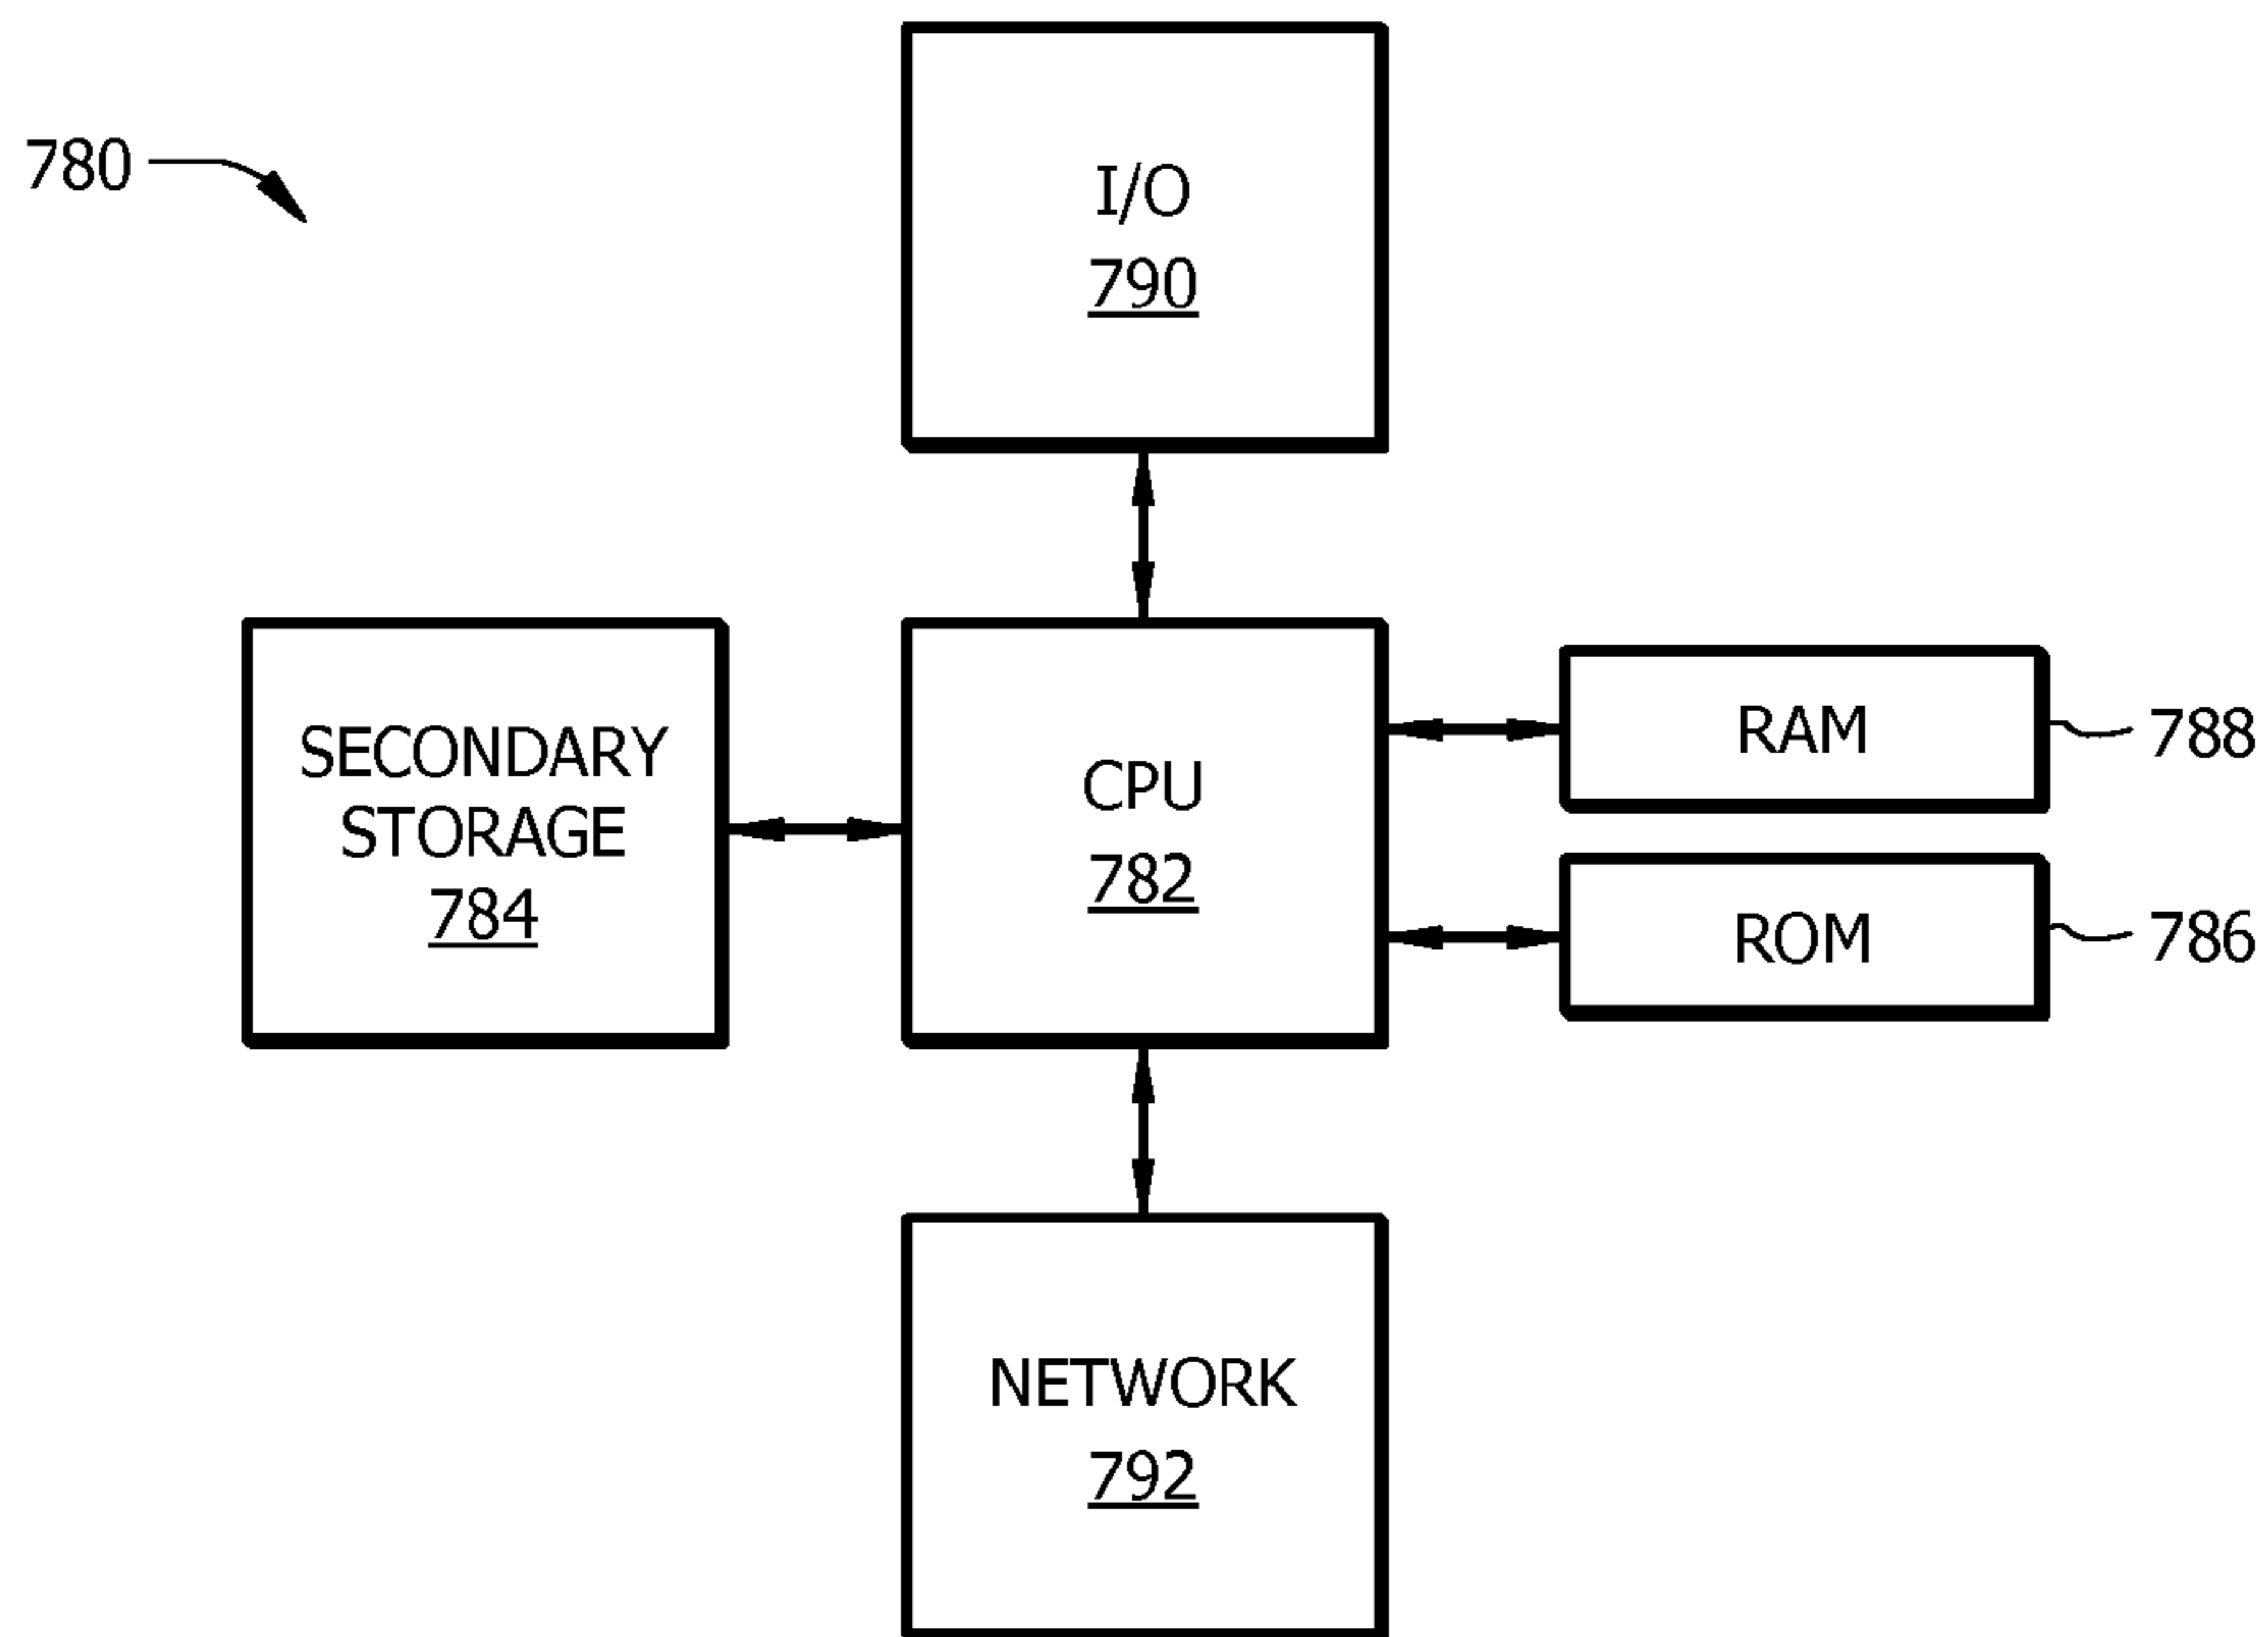 780
I/O
790
SECONDARY
STORAGE
784
CPU
782
RAM
788
ROM
786
NETWORK
792